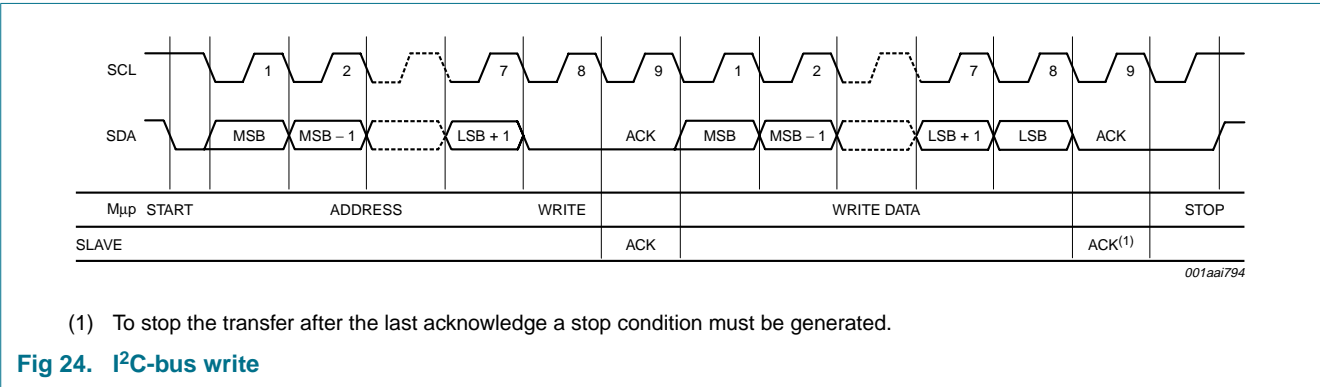 SCL 1 2 7 8 9 1 2 7 8 9
SDA MSB MSB − 1 LSB + 1 ACK MSB MSB − 1 LSB + 1 LSB ACK
Mμp START ADDRESS WRITE WRITE DATA STOP
SLAVE ACK ACK(1)
001aai794
(1) To stop the transfer after the last acknowledge a stop condition must be generated.
Fig 24. I²C-bus write